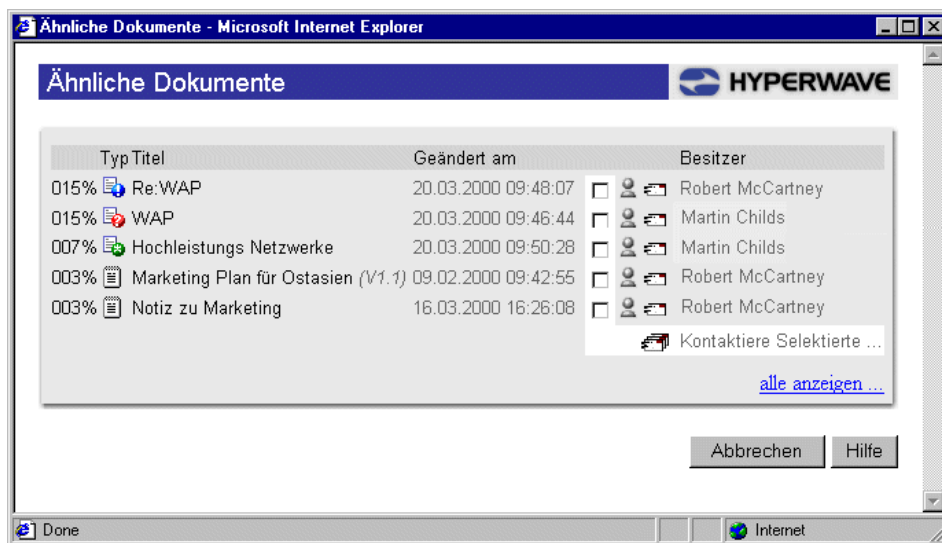 Ähnliche Dokumente - Microsoft Internet Explorer
Ähnliche Dokumente HYPERWAVE
Typ Titel Geändert am Besitzer
015% Re:WAP 20.03.2000 09:48:07 Robert McCartney
015% WAP 20.03.2000 09:46:44 Martin Childs
007% Hochleistungs Netzwerke 20.03.2000 09:50:28 Martin Childs
003% Marketing Plan für Ostasien (V1.1) 09.02.2000 09:42:55 Robert McCartney
003% Notiz zu Marketing 16.03.2000 16:26:08 Robert McCartney
Kontaktiere Selektierte ...
alle anzeigen ...
Abbrechen Hilfe
Done Internet